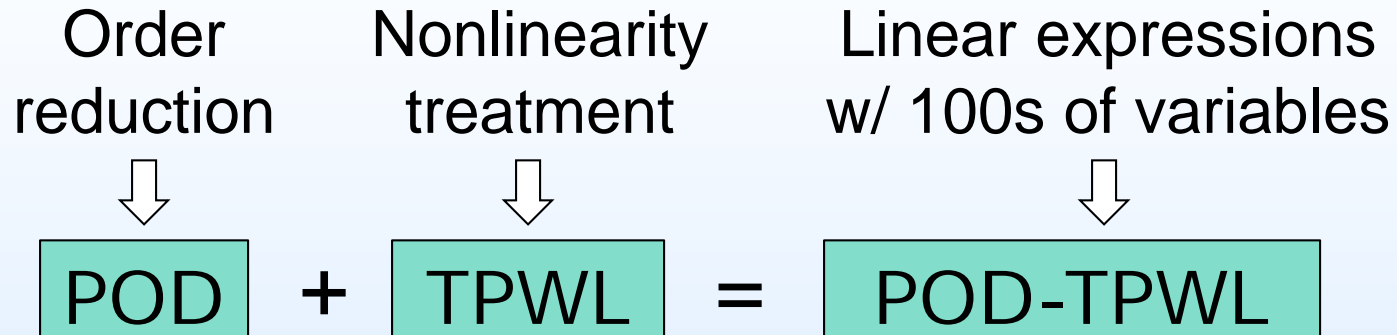 Order reduction
Nonlinearity treatment
Linear expressions w/ 100s of variables
POD + TPWL = POD-TPWL